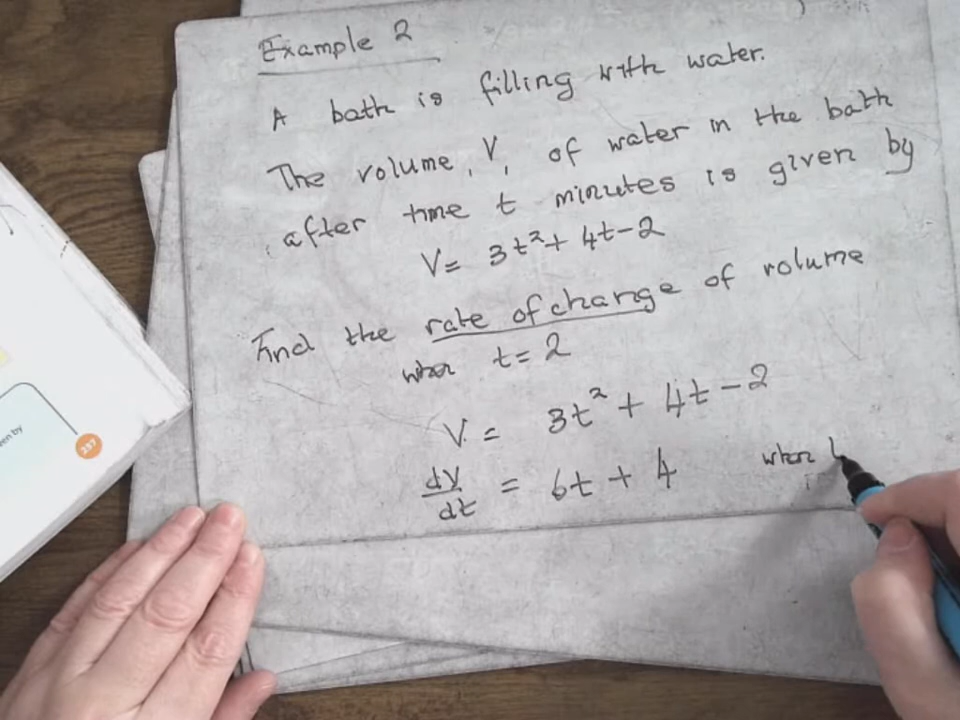 Example 2
A bath is filling with water.
The volume, V, of water in the bath
after time t minutes is given by
V = 3t² + 4t - 2
Find the rate of change of volume
when t = 2
V = 3t² + 4t - 2
dV/dt = 6t + 4 when
237